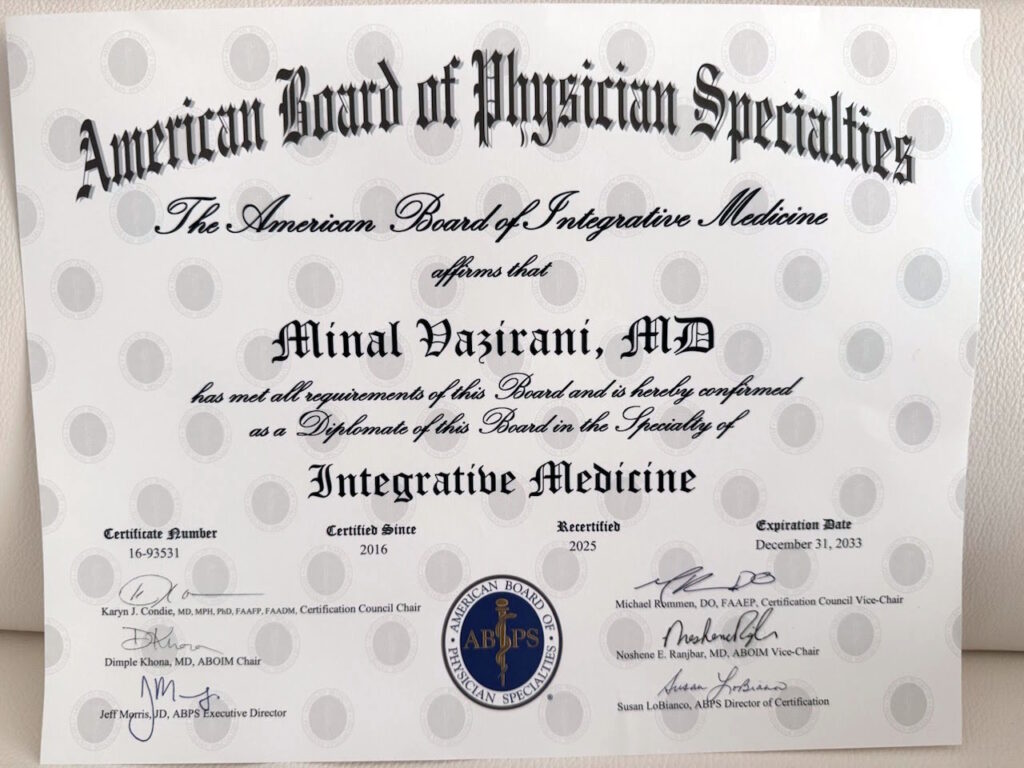 American Board of Physician Specialties
The American Board of Integrative Medicine
affirms that
Minal Vazirani, MD
has met all requirements of this Board and is hereby confirmed
as a Diplomate of this Board in the Specialty of
Integrative Medicine
Certificate Number
16-93531
Certified Since
2016
Recertified
2025
Expiration Date
December 31, 2033
Karyn J. Condie, MD, MPH, PhD, FAAFP, FAADM, Certification Council Chair
Michael Rommen, DO, FAAEP, Certification Council Vice-Chair
DKhona
Dimple Khona, MD, ABOIM Chair
Noshene E. Ranjbar, MD, ABOIM Vice-Chair
Jeff Morris, JD, ABPS Executive Director
Susan LoBianco
Susan LoBianco, ABPS Director of Certification
AMERICAN BOARD OF
ABPS
PHYSICIAN SPECIALTIES
®